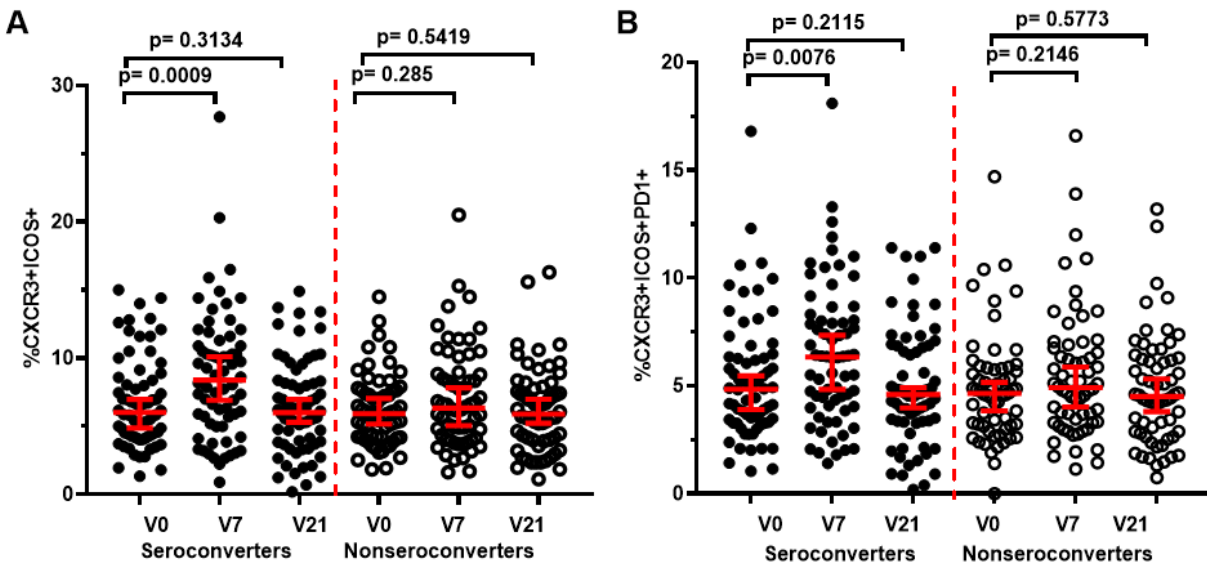 A
p= 0.3134
p= 0.5419
p= 0.0009
p= 0.285
%CXCR3+ICOS+
30
20
10
0
V0 V7 V21 V0 V7 V21
Seroconverters Nonseroconverters
B
p= 0.2115
p= 0.5773
p= 0.0076
p= 0.2146
%CXCR3+ICOS+PD1+
20
15
10
5
0
V0 V7 V21 V0 V7 V21
Seroconverters Nonseroconverters